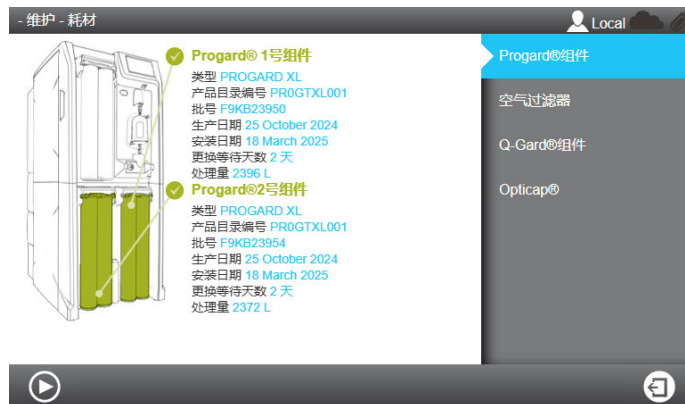 - 维护 - 耗材
Local
Progard® 1号组件
类型 PROGARD XL
产品目录编号 PR0GTXL001
批号 F9KB23950
生产日期 25 October 2024
安装日期 18 March 2025
更换等待天数 2 天
处理量 2396 L
Progard®2号组件
类型 PROGARD XL
产品目录编号 PR0GTXL001
批号 F9KB23954
生产日期 25 October 2024
安装日期 18 March 2025
更换等待天数 2 天
处理量 2372 L
Progard®组件
空气过滤器
Q-Gard®组件
Opticap®